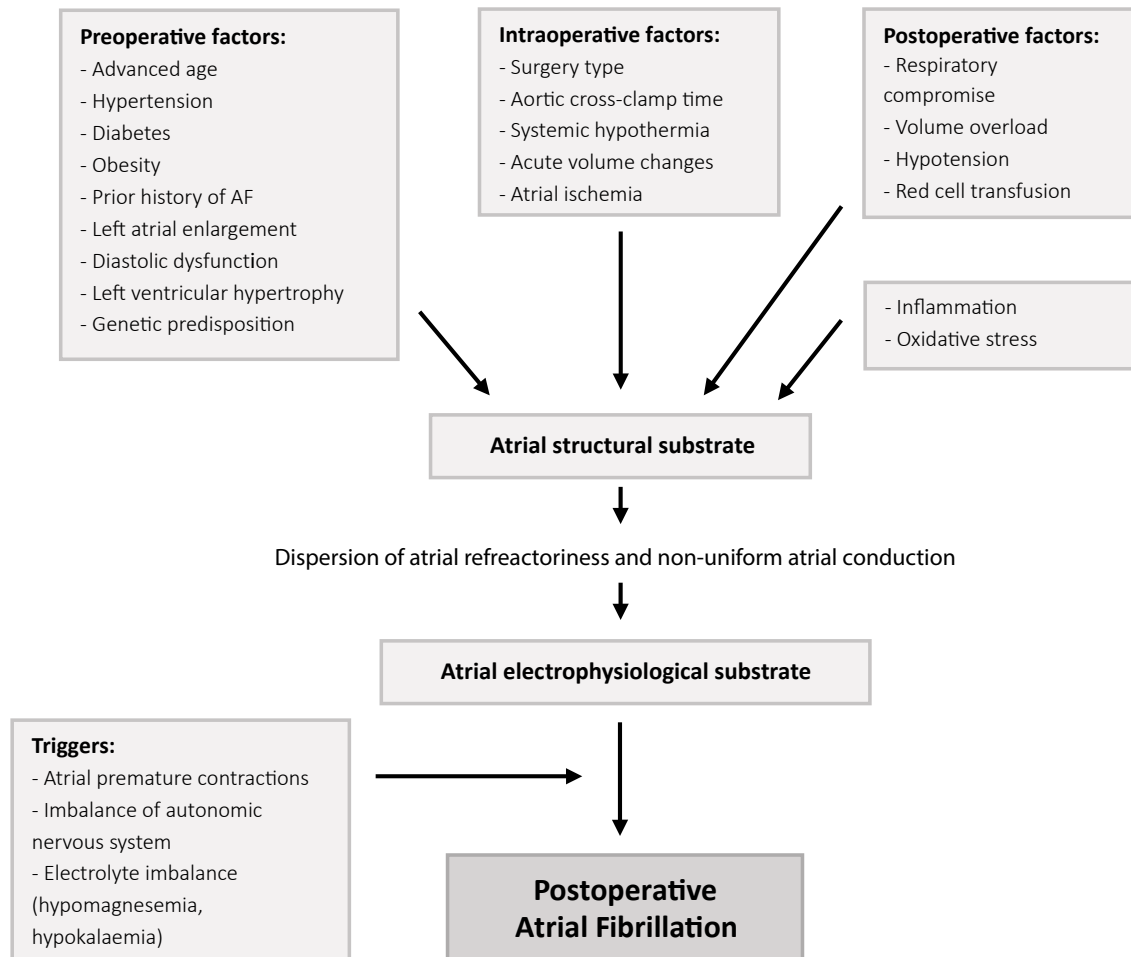 Preoperative factors:
- Advanced age
- Hypertension
- Diabetes
- Obesity
- Prior history of AF
- Left atrial enlargement
- Diastolic dysfunction
- Left ventricular hypertrophy
- Genetic predisposition
Intraoperative factors:
- Surgery type
- Aortic cross-clamp time
- Systemic hypothermia
- Acute volume changes
- Atrial ischemia
Postoperative factors:
- Respiratory
compromise
- Volume overload
- Hypotension
- Red cell transfusion
- Inflammation
- Oxidative stress
Atrial structural substrate
Dispersion of atrial refreactoriness and non-uniform atrial conduction
Atrial electrophysiological substrate
Triggers:
- Atrial premature contractions
- Imbalance of autonomic
nervous system
- Electrolyte imbalance
(hypomagnesemia,
hypokalaemia)
Postoperative
Atrial Fibrillation